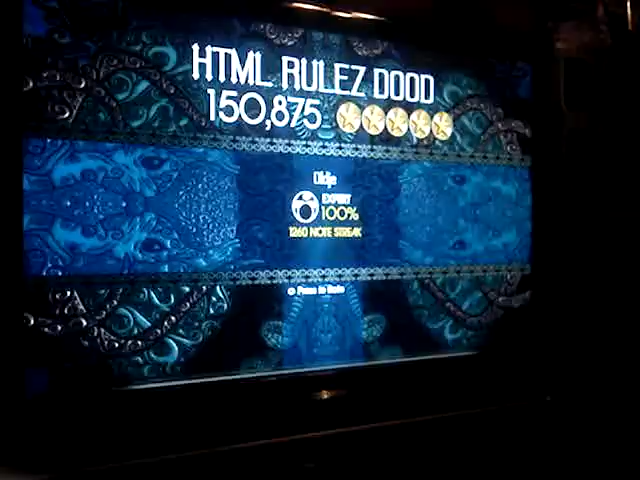 HTML RULEZ DOOD
150,875
EXPERT
100%
1260 NOTE STREAK